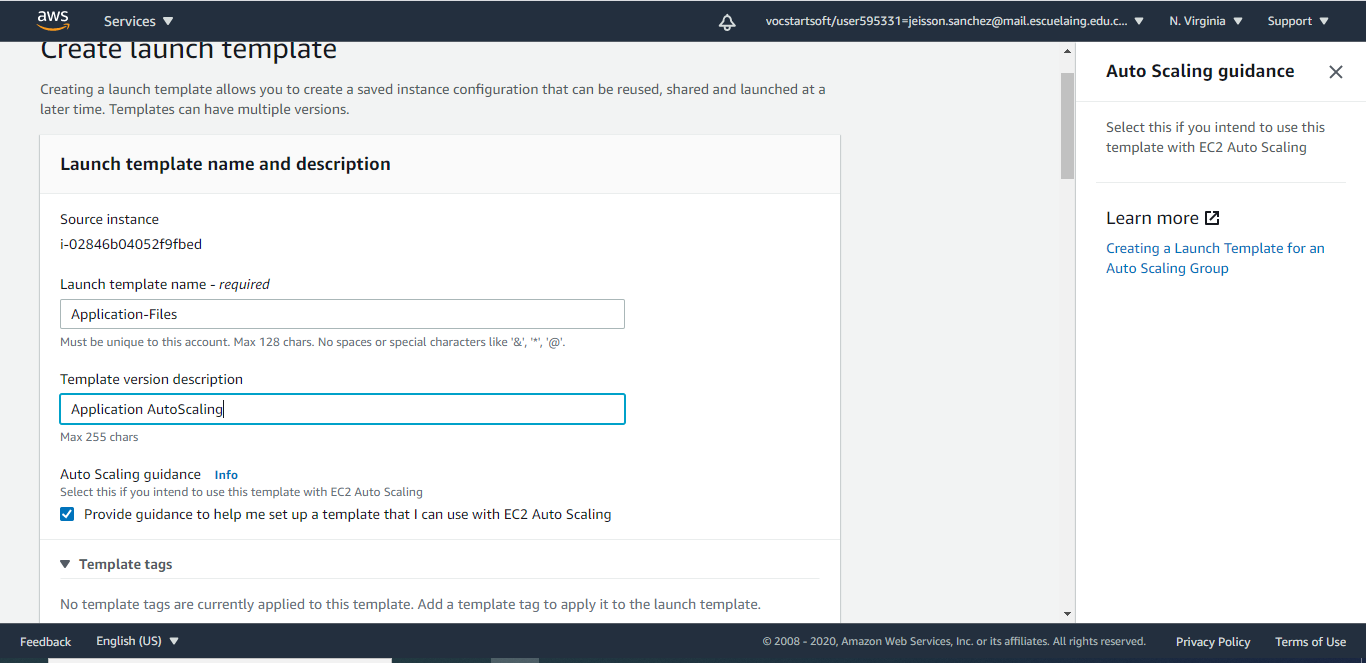 aws
Services
vocstartsoft/user595331=jeisson.sanchez@mail.escuelaing.edu.c...
N. Virginia
Support
Create launch template
Creating a launch template allows you to create a saved instance configuration that can be reused, shared and launched at a
later time. Templates can have multiple versions.
Launch template name and description
Source instance
i-02846b04052f9fbed
Launch template name - required
Application-Files
Must be unique to this account. Max 128 chars. No spaces or special characters like '&', '*', '@'.
Template version description
Application AutoScaling
Max 255 chars
Auto Scaling guidance Info
Select this if you intend to use this template with EC2 Auto Scaling
Provide guidance to help me set up a template that I can use with EC2 Auto Scaling
Template tags
No template tags are currently applied to this template. Add a template tag to apply it to the launch template.
Auto Scaling guidance
Select this if you intend to use this
template with EC2 Auto Scaling
Learn more
Creating a Launch Template for an
Auto Scaling Group
Feedback
English (US)
© 2008 - 2020, Amazon Web Services, Inc. or its affiliates. All rights reserved.
Privacy Policy
Terms of Use